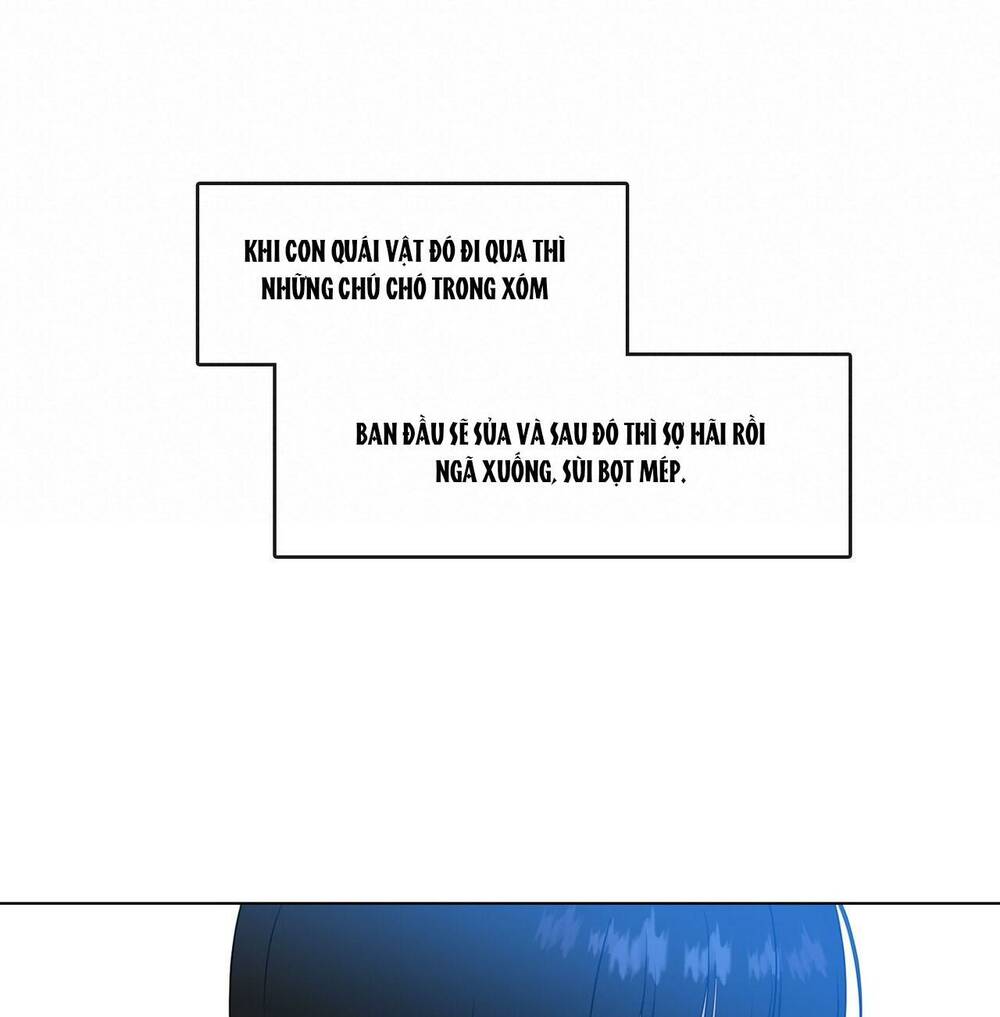 KHI CON QUÁI VẬT ĐÓ ĐI QUA THÌ
NHỮNG CHÚ CHÓ TRONG XÓM
BAN ĐẦU SẼ SỦA VÀ SAU ĐÓ THÌ SỢ HÃI RỒI
NGÃ XUỐNG, SÙI BỌT MÉP.